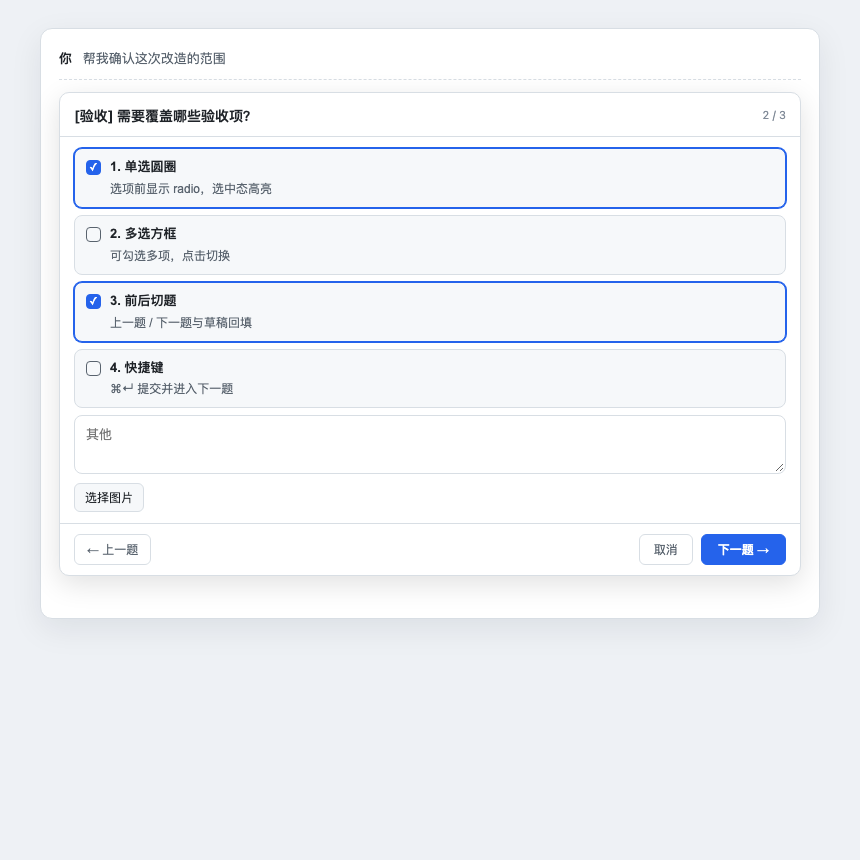 你 帮我确认这次改造的范围
[验收] 需要覆盖哪些验收项?
2 / 3
1. 单选圆圈
选项前显示 radio，选中态高亮
2. 多选方框
可勾选多项，点击切换
3. 前后切题
上一题 / 下一题与草稿回填
4. 快捷键
⌘↵ 提交并进入下一题
其他
选择图片
← 上一题
取消
下一题 →